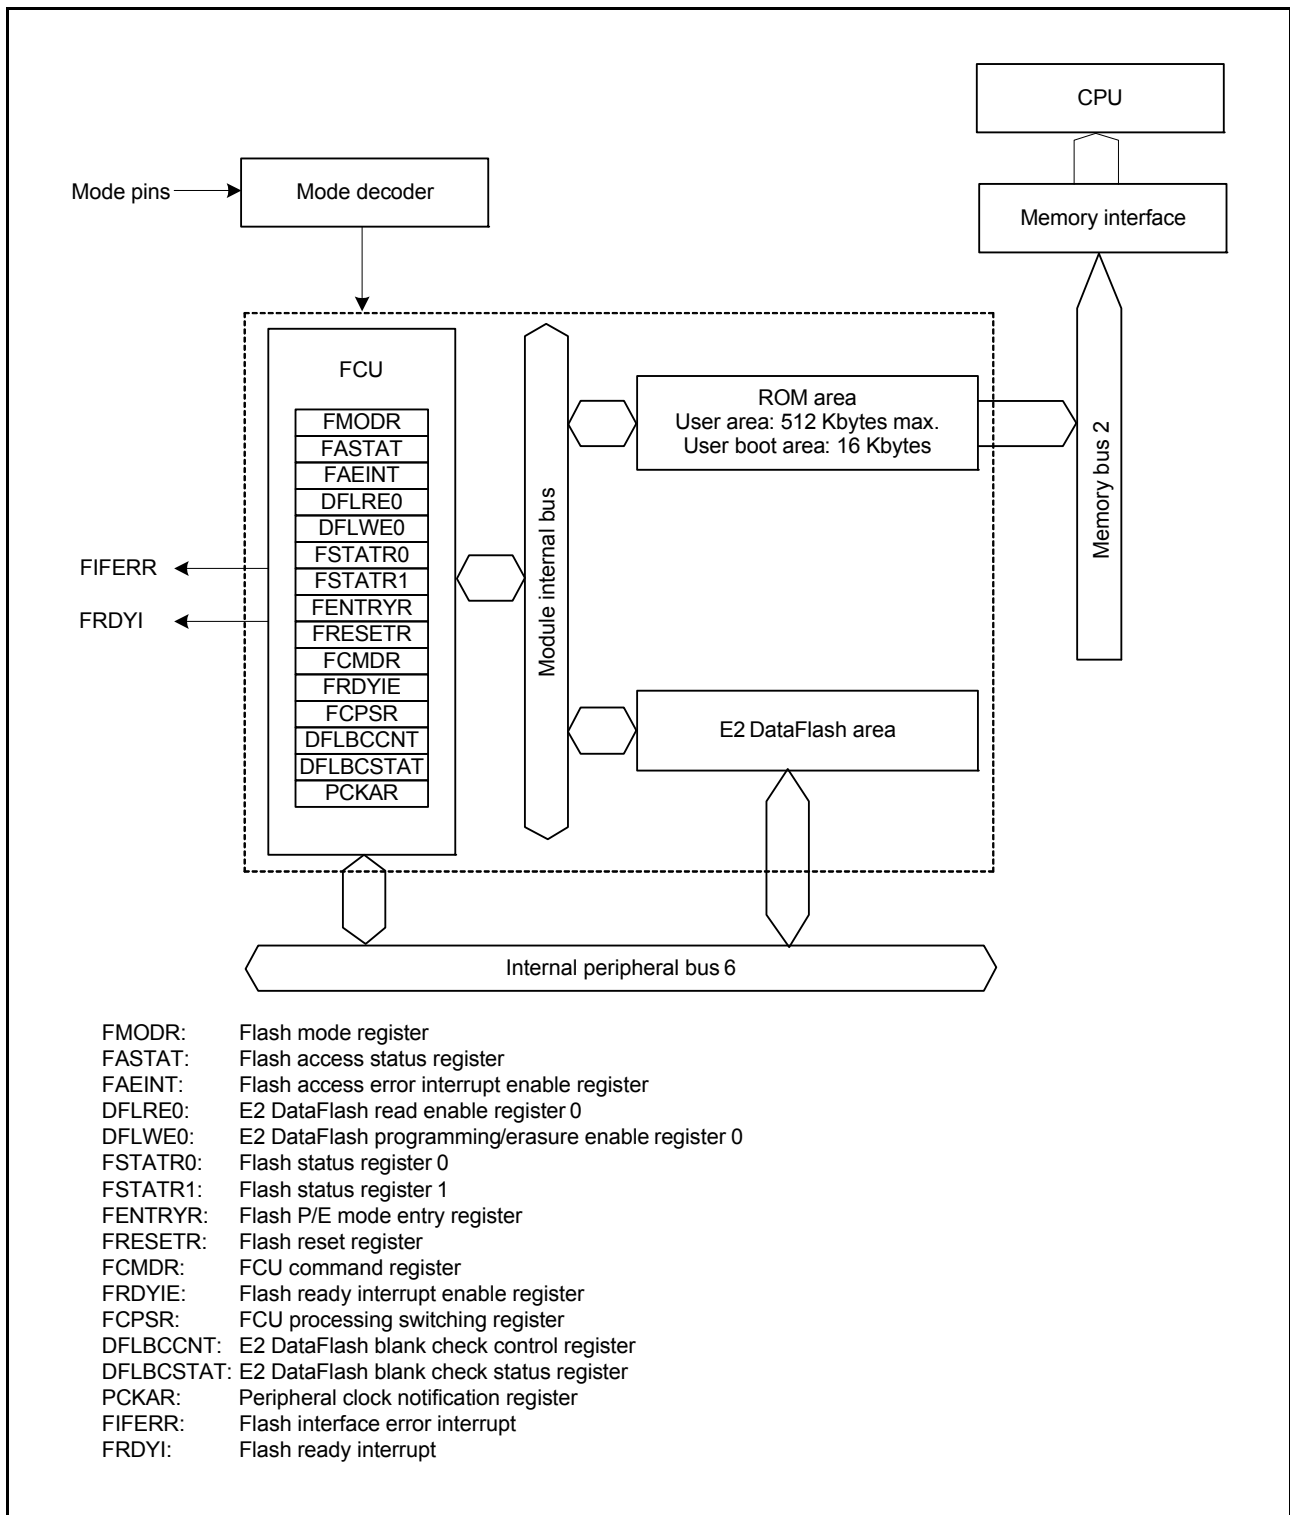 CPU
Mode pins
Mode decoder
Memory interface
FCU
FMODR
FASTAT
FAEINT
DFLRE0
DFLWE0
FSTATR0
FSTATR1
FENTRYR
FRESETR
FCMDR
FRDYIE
FCPSR
DFLBCCNT
DFLBCSTAT
PCKAR
FIFERR
FRDYI
Module internal bus
ROM area
User area: 512 Kbytes max.
User boot area: 16 Kbytes
Memory bus 2
E2 DataFlash area
Internal peripheral bus 6
FMODR: Flash mode register
FASTAT: Flash access status register
FAEINT: Flash access error interrupt enable register
DFLRE0: E2 DataFlash read enable register 0
DFLWE0: E2 DataFlash programming/erasure enable register 0
FSTATR0: Flash status register 0
FSTATR1: Flash status register 1
FENTRYR: Flash P/E mode entry register
FRESETR: Flash reset register
FCMDR: FCU command register
FRDYIE: Flash ready interrupt enable register
FCPSR: FCU processing switching register
DFLBCCNT: E2 DataFlash blank check control register
DFLBCSTAT: E2 DataFlash blank check status register
PCKAR: Peripheral clock notification register
FIFERR: Flash interface error interrupt
FRDYI: Flash ready interrupt